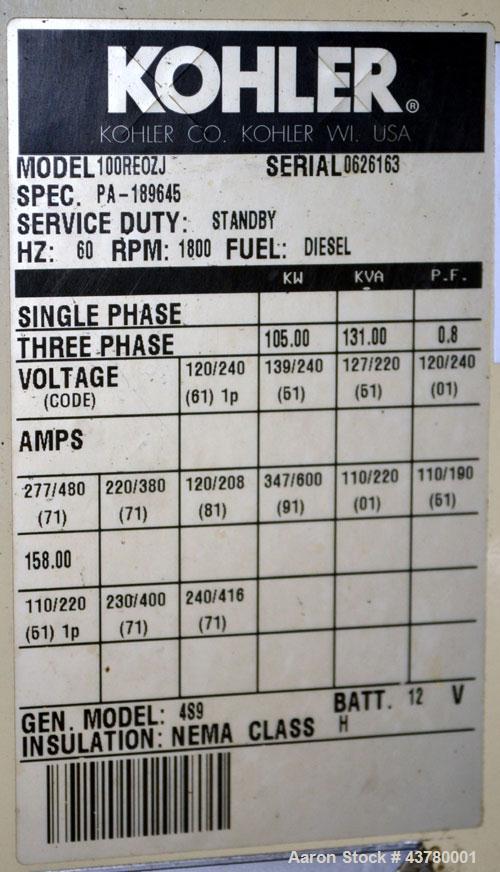 KOHLER®
KOHLER CO. KOHLER WI. USA
MODEL 100REOZJ SERIAL 0626163
SPEC. PA-189645
SERVICE DUTY: STANDBY
HZ: 60 RPM: 1800 FUEL: DIESEL
KW KVA P.F.
SINGLE PHASE
THREE PHASE 105.00 131.00 0.8
VOLTAGE 120/240 139/240 127/220 120/240
(CODE) (61) 1p (51) (51) (01)
AMPS
277/480 220/380 120/208 347/600 110/220 110/190
(71) (71) (81) (91) (01) (51)
158.00
110/220 230/400 240/416
(51) 1p (71) (71)
GEN. MODEL: 4S9 BATT. 12 V
INSULATION: NEMA CLASS H
Aaron Stock # 43780001